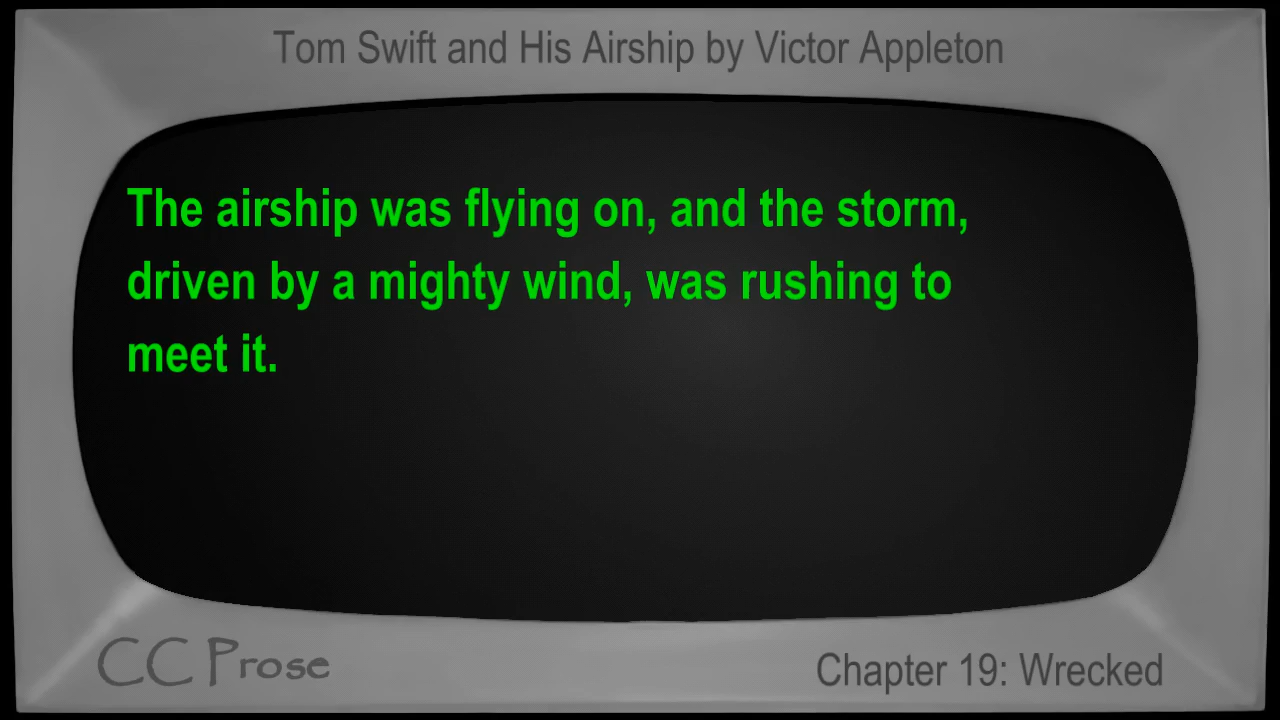 Tom Swift and His Airship by Victor Appleton
The airship was flying on, and the storm,
driven by a mighty wind, was rushing to
meet it.
CC Prose
Chapter 19: Wrecked